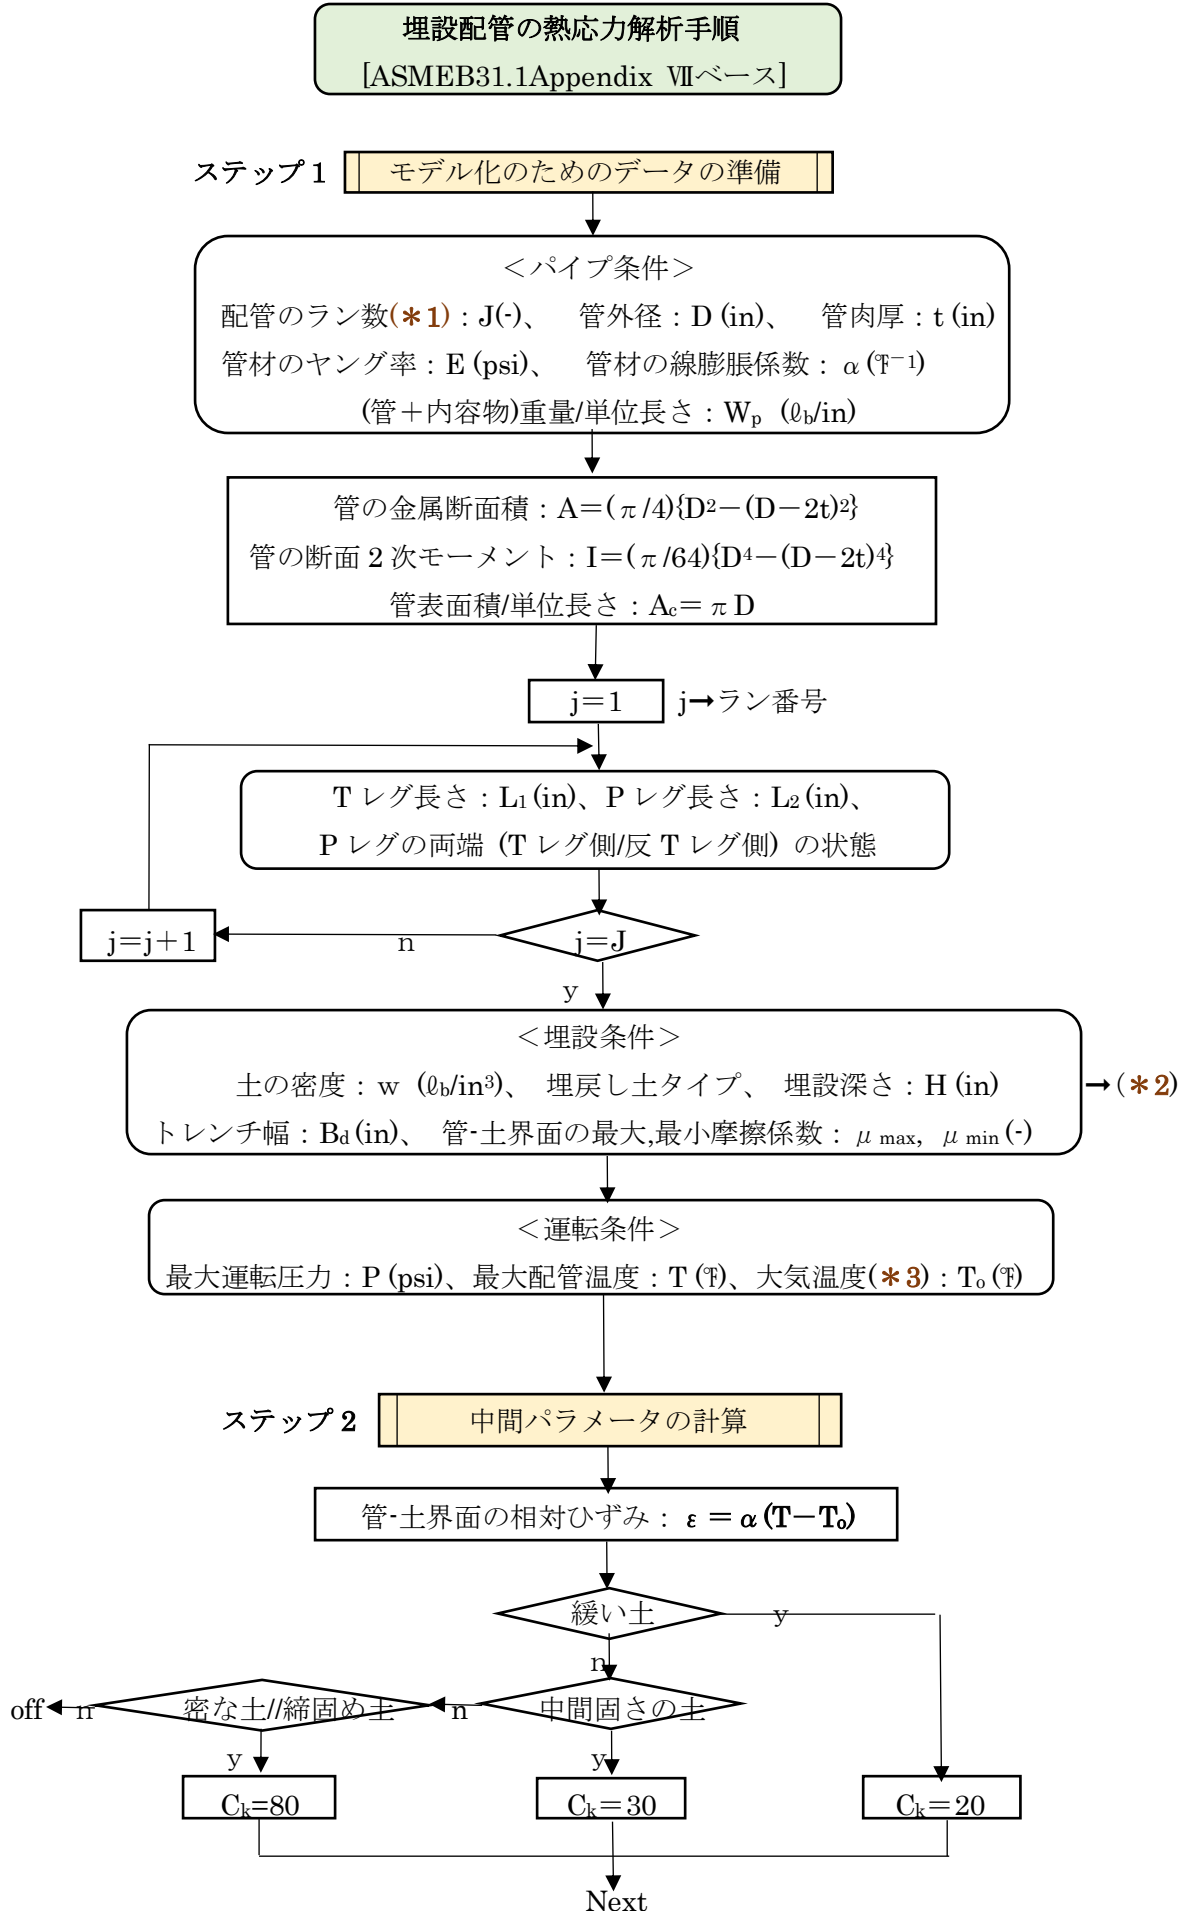 埋設配管の熱応力解析手順
[ASMEB31.1Appendix Ⅶベース]
ステップ 1
モデル化のためのデータの準備
＜パイプ条件＞
配管のラン数(＊1)：J(-)、 管外径：D (in)、 管肉厚：t (in)
管材のヤング率：E (psi)、 管材の線膨脹係数：α(℉⁻¹)
(管＋内容物)重量/単位長さ：Wₚ (ℓb/in)
管の金属断面積：A＝(π/4){D²－(D－2t)²}
管の断面 2 次モーメント：I＝(π/64){D⁴－(D－2t)⁴}
管表面積/単位長さ：A_c＝πD
j＝1 j→ラン番号
T レグ長さ：L₁ (in)、P レグ長さ：L₂ (in)、
P レグの両端 (T レグ側/反 T レグ側) の状態
j＝j＋1
n
j=J
y
＜埋設条件＞
土の密度：w (ℓb/in³)、 埋戻し土タイプ、 埋設深さ：H (in)
→(＊2)
トレンチ幅：B_d (in)、 管-土界面の最大,最小摩擦係数：μ max, μ min (-)
＜運転条件＞
最大運転圧力：P (psi)、最大配管温度：T (℉)、大気温度(＊3)：Tₒ (℉)
ステップ 2
中間パラメータの計算
管-土界面の相対ひずみ：ε＝α(T－Tₒ)
緩い土
y
n
off
n
密な土//締固め土
n
中間固さの土
y
y
Cₖ=80
Cₖ＝30
Cₖ＝20
Next